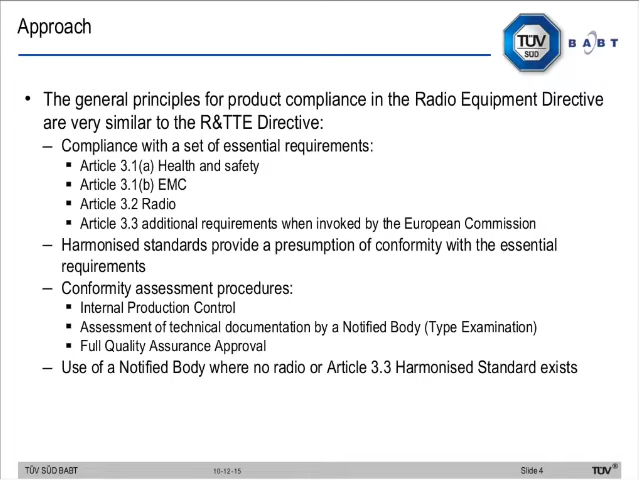 Approach
TÜV
SÜD
BABT
• The general principles for product compliance in the Radio Equipment Directive
are very similar to the R&TTE Directive:
– Compliance with a set of essential requirements:
▪ Article 3.1(a) Health and safety
▪ Article 3.1(b) EMC
▪ Article 3.2 Radio
▪ Article 3.3 additional requirements when invoked by the European Commission
– Harmonised standards provide a presumption of conformity with the essential
requirements
– Conformity assessment procedures:
▪ Internal Production Control
▪ Assessment of technical documentation by a Notified Body (Type Examination)
▪ Full Quality Assurance Approval
– Use of a Notified Body where no radio or Article 3.3 Harmonised Standard exists
TÜV SÜD BABT 10-12-15 Slide 4 TÜV®